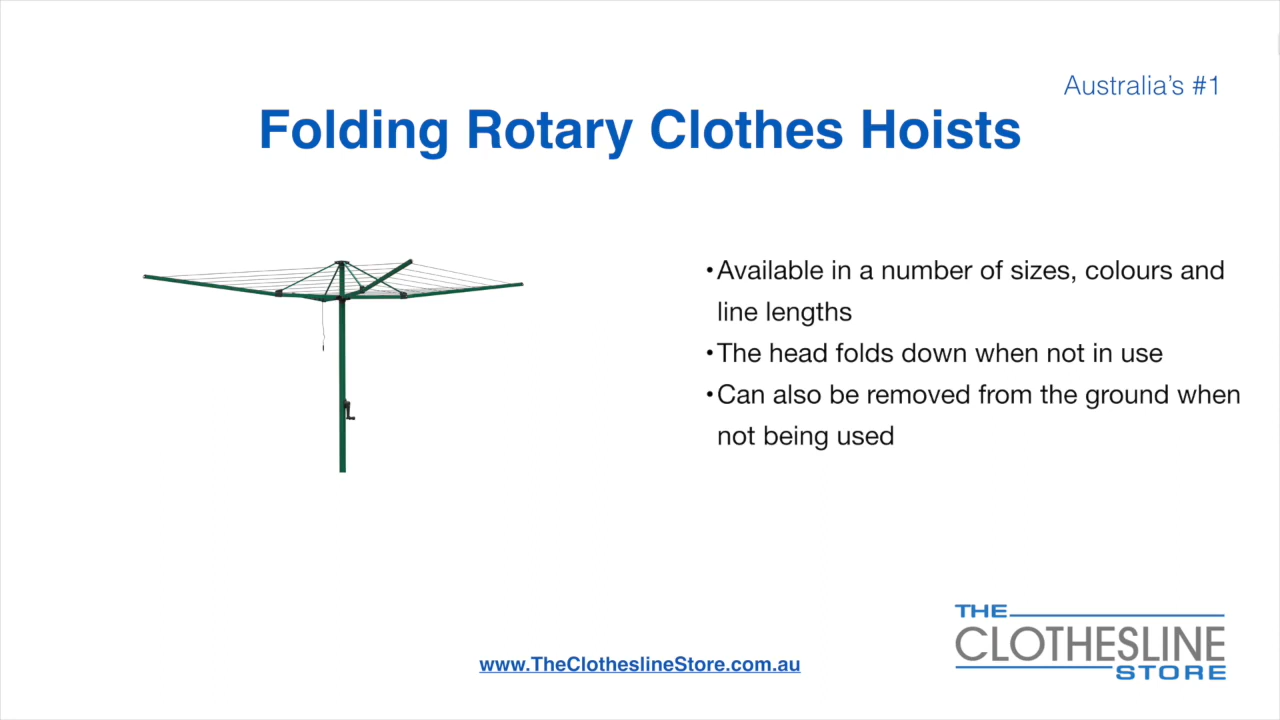 Australia's #1
Folding Rotary Clothes Hoists
•Available in a number of sizes, colours and
line lengths
•The head folds down when not in use
•Can also be removed from the ground when
not being used
www.TheClotheslineStore.com.au
THE
CLOTHESLINE
STORE